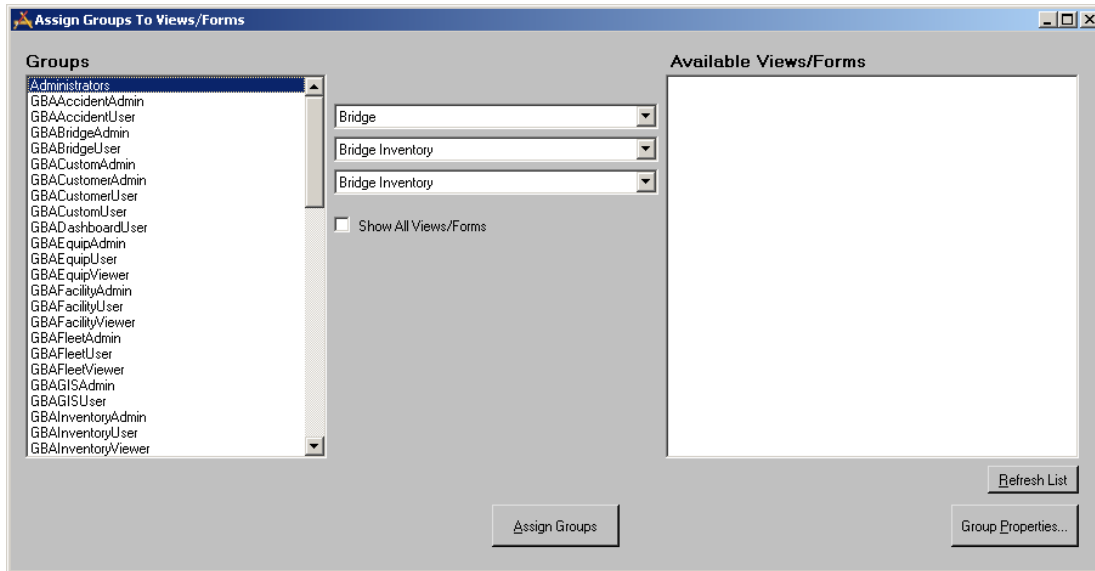 Assign Groups To Views/Forms
Groups
Administrators
GBAAccidentAdmin
GBAAccidentUser
GBABridgeAdmin
GBABridgeUser
GBACustomAdmin
GBACustomerAdmin
GBACustomerUser
GBACustomUser
GBADashboardUser
GBAEquipAdmin
GBAEquipUser
GBAEquipViewer
GBAFacilityAdmin
GBAFacilityUser
GBAFacilityViewer
GBAFleetAdmin
GBAFleetUser
GBAFleetViewer
GBAGISAdmin
GBAGISUser
GBAInventoryAdmin
GBAInventoryUser
GBAInventoryViewer
Bridge
Bridge Inventory
Bridge Inventory
Show All Views/Forms
Available Views/Forms
Refresh List
Assign Groups
Group Properties...